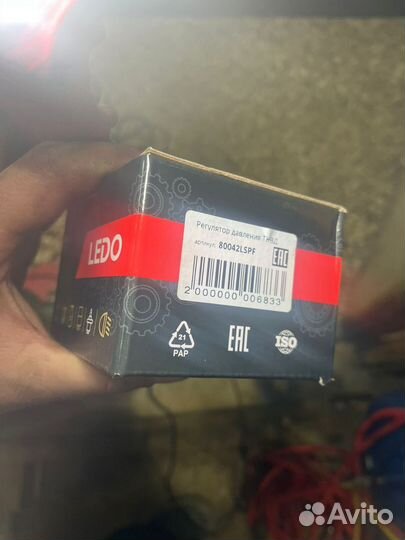 LEDO
Регулятор давления ТНВД
артикул: 80042LSPF
EAC
2 000000 006833
21
PAP
EAC
ISO
Avito